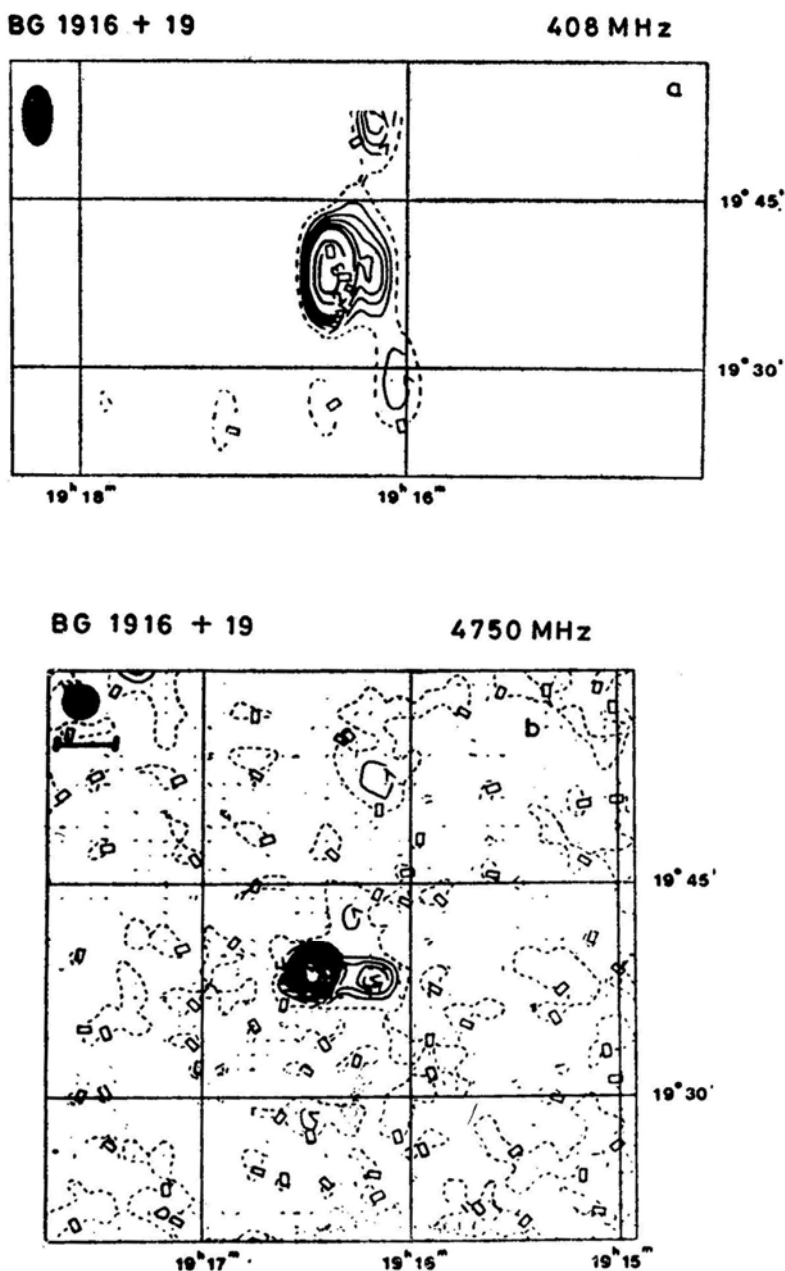 BG 1916 + 19 408 MHz
a
19° 45'
19° 30'
19ʰ 18ᵐ 19ʰ 16ᵐ
BG 1916 + 19 4750 MHz
b
19° 45'
19° 30'
19ʰ 17ᵐ 19ʰ 16ᵐ 19ʰ 15ᵐ